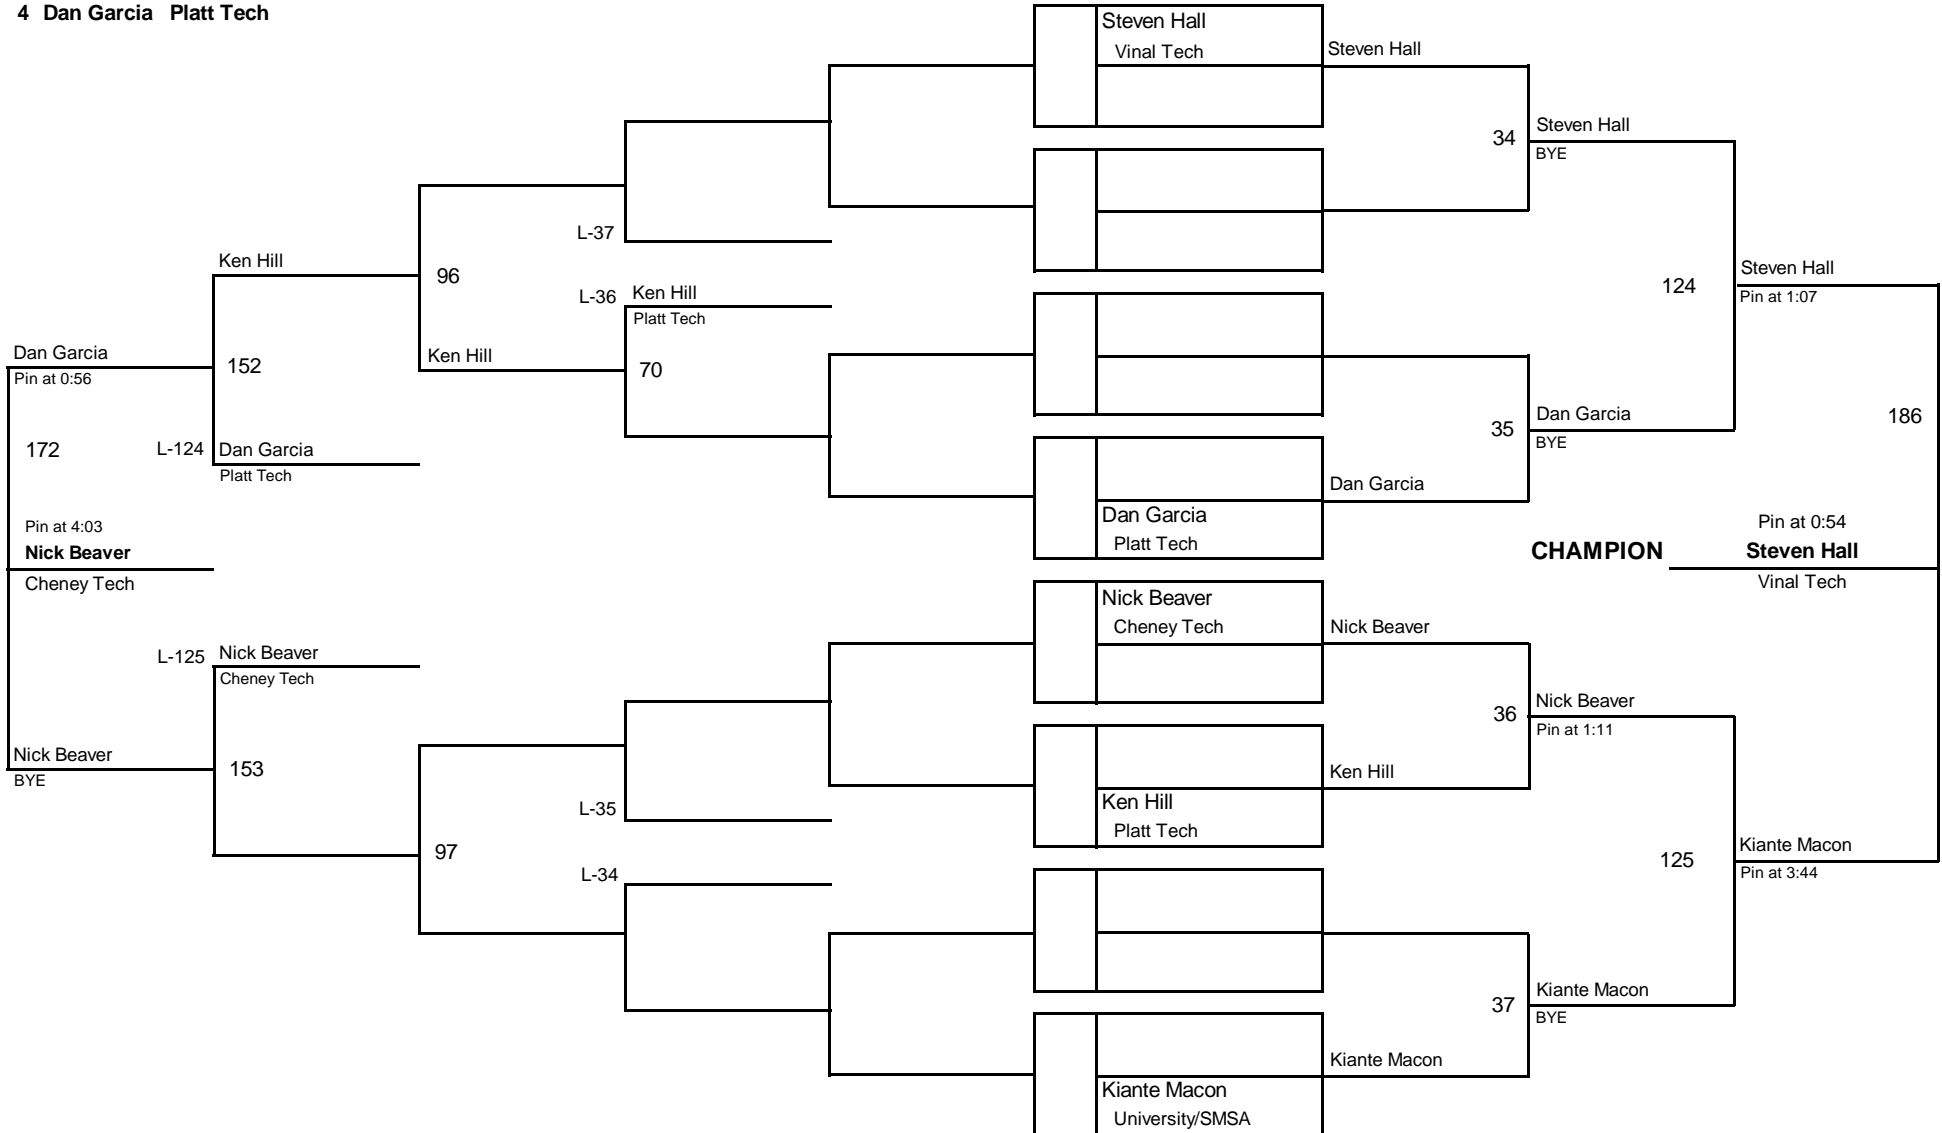 4 Dan Garcia Platt Tech
Steven Hall
Vinal Tech
Steven Hall
34
Steven Hall
BYE
L-37
Ken Hill
96
L-36
Ken Hill
Platt Tech
124
Steven Hall
Pin at 1:07
Dan Garcia
Pin at 0:56
152
Ken Hill
70
172
L-124
Dan Garcia
Platt Tech
35
Dan Garcia
BYE
186
Dan Garcia
Dan Garcia
Platt Tech
Pin at 4:03
Nick Beaver
Cheney Tech
CHAMPION
Pin at 0:54
Steven Hall
Vinal Tech
Nick Beaver
Cheney Tech
Nick Beaver
L-125
Nick Beaver
Cheney Tech
36
Nick Beaver
Pin at 1:11
Nick Beaver
BYE
153
Ken Hill
Ken Hill
Platt Tech
L-35
97
L-34
125
Kiante Macon
Pin at 3:44
37
Kiante Macon
BYE
Kiante Macon
Kiante Macon
University/SMSA